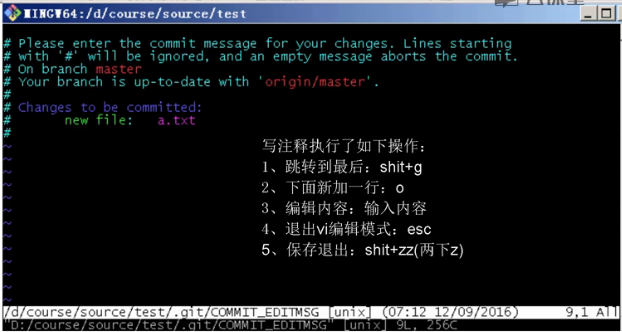 MINGW64:/d/course/source/test
# Please enter the commit message for your changes. Lines starting
# with '#' will be ignored, and an empty message aborts the commit.
# On branch master
# Your branch is up-to-date with 'origin/master'.
#
# Changes to be committed:
#       new file:   a.txt
#
~
~
写注释执行了如下操作：
~
1、跳转到最后：shit+g
~
2、下面新加一行：o
~
3、编辑内容：输入内容
~
4、退出vi编辑模式：esc
~
5、保存退出：shit+zz(两下z)
~
~
~
/d/course/source/test/.git/COMMIT_EDITMSG [unix] (07:12 12/09/2016)    9,1 All
"D:/course/source/test/.git/COMMIT_EDITMSG" [unix] 9L, 256C